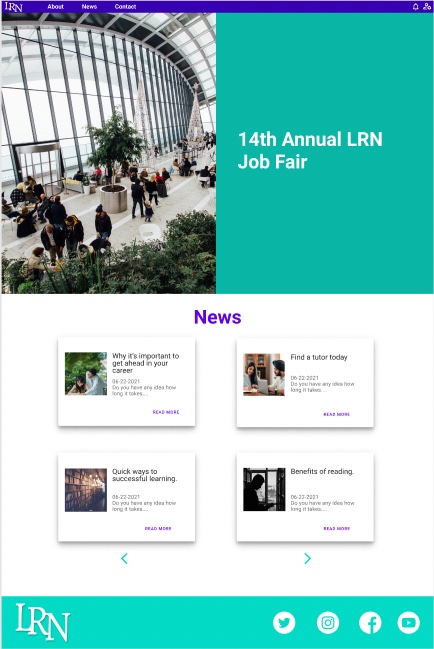 LRN About News Contact
14th Annual LRN
Job Fair
News
Why it's important to
get ahead in your
career
06-22-2021
Do you have any idea how
long it takes....
READ MORE
Find a tutor today
06-22-2021
Do you have any idea how
long it takes....
READ MORE
Quick ways to
successful learning.
06-22-2021
Do you have any idea how
long it takes....
READ MORE
Benefits of reading.
06-22-2021
Do you have any idea how
long it takes....
READ MORE
LRN